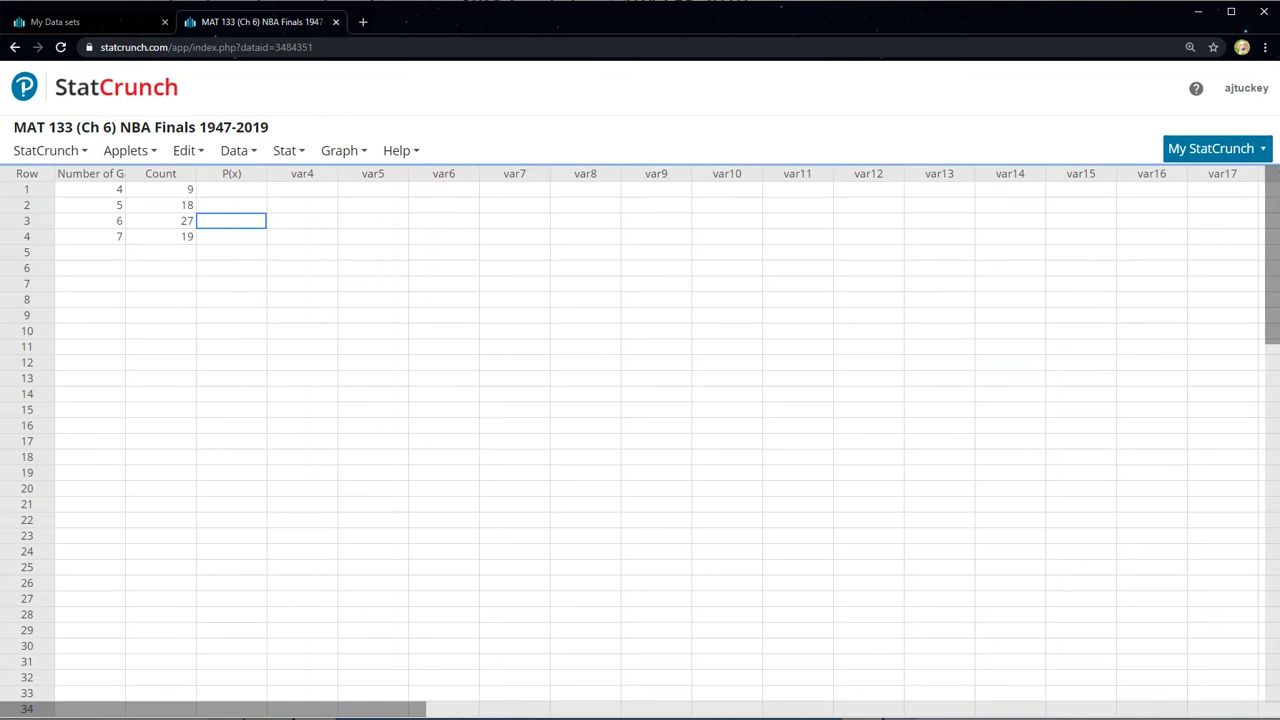 My Data sets
MAT 133 (Ch 6) NBA Finals 1947-
statcrunch.com/app/index.php?dataid=3484351
StatCrunch
ajtuckey
MAT 133 (Ch 6) NBA Finals 1947-2019
StatCrunch Applets Edit Data Stat Graph Help
My StatCrunch
Row Number of G Count P(x) var4 var5 var6 var7 var8 var9 var10 var11 var12 var13 var14 var15 var16 var17
1 4 9
2 5 18
3 6 27
4 7 19
5
6
7
8
9
10
11
12
13
14
15
16
17
18
19
20
21
22
23
24
25
26
27
28
29
30
31
32
33
34